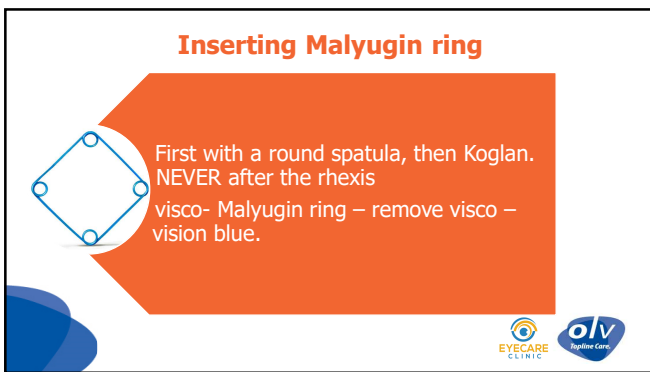 Inserting Malyugin ring
First with a round spatula, then Koglan.
NEVER after the rhexis
visco- Malyugin ring – remove visco –
vision blue.
EYECARE
CLINIC
olv
Topline Care.